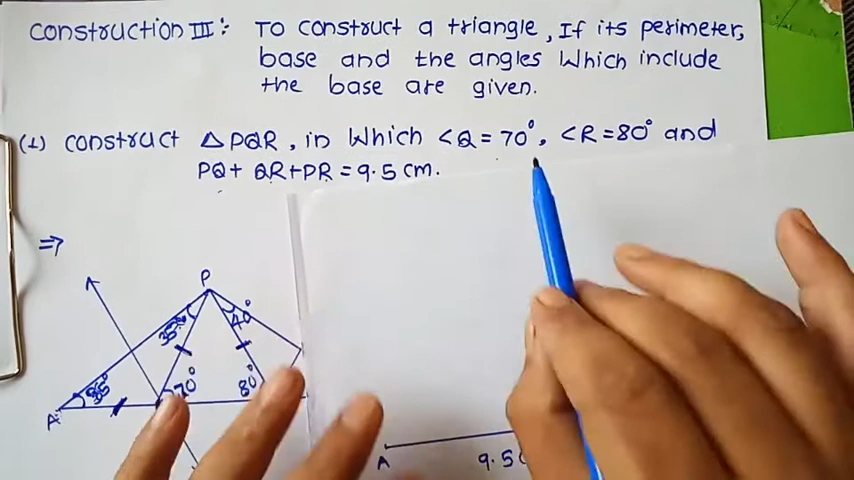 Construction III :- To construct a triangle, If its perimeter,
base and the angles which include
the base are given.
(1) construct △PQR, in which <Q = 70°, <R = 80° and
PQ + QR + PR = 9.5 cm.
⇒
P
35°
40°
35°
70°
80°
A
A
9.5